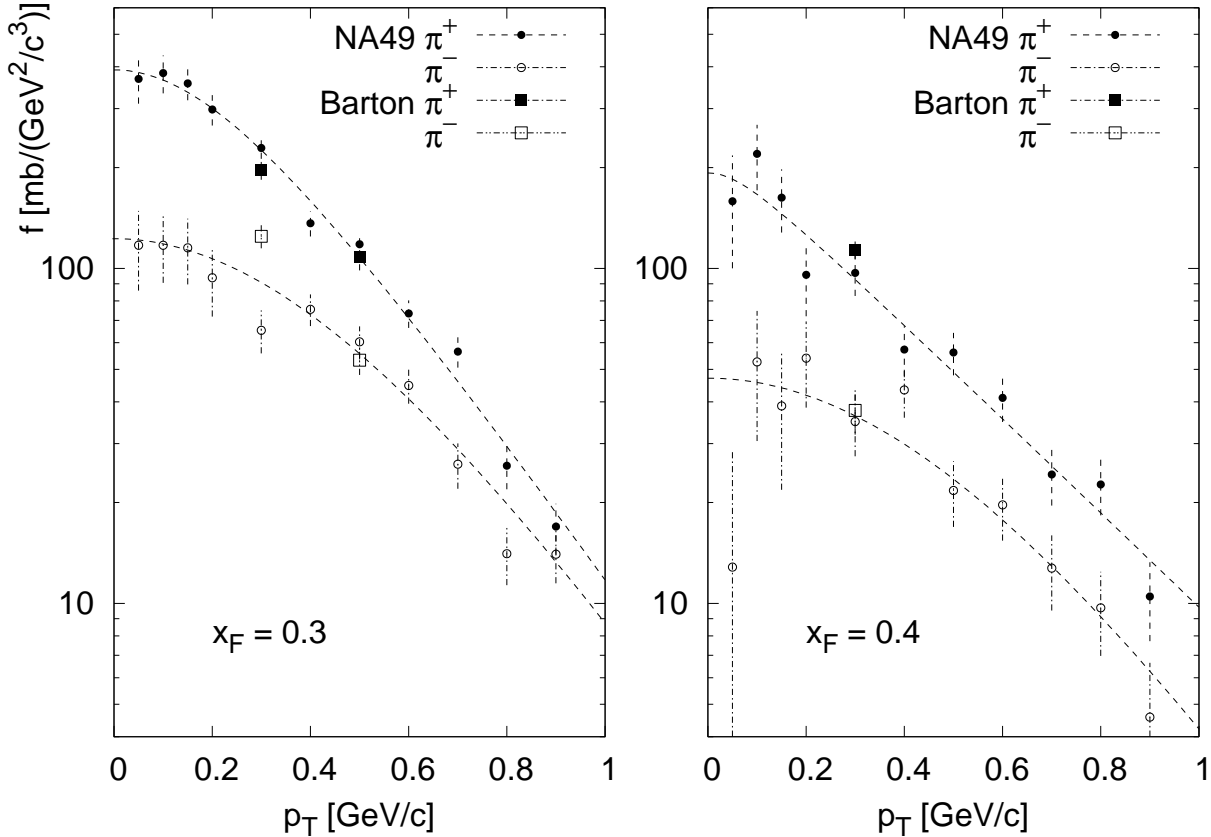 f [mb/(GeV²/c³)]
NA49 π⁺
π⁻
Barton π⁺
π⁻
100
10
x_F = 0.3
0 0.2 0.4 0.6 0.8 1
p_T [GeV/c]
NA49 π⁺
π⁻
Barton π⁺
π⁻
100
10
x_F = 0.4
0 0.2 0.4 0.6 0.8 1
p_T [GeV/c]